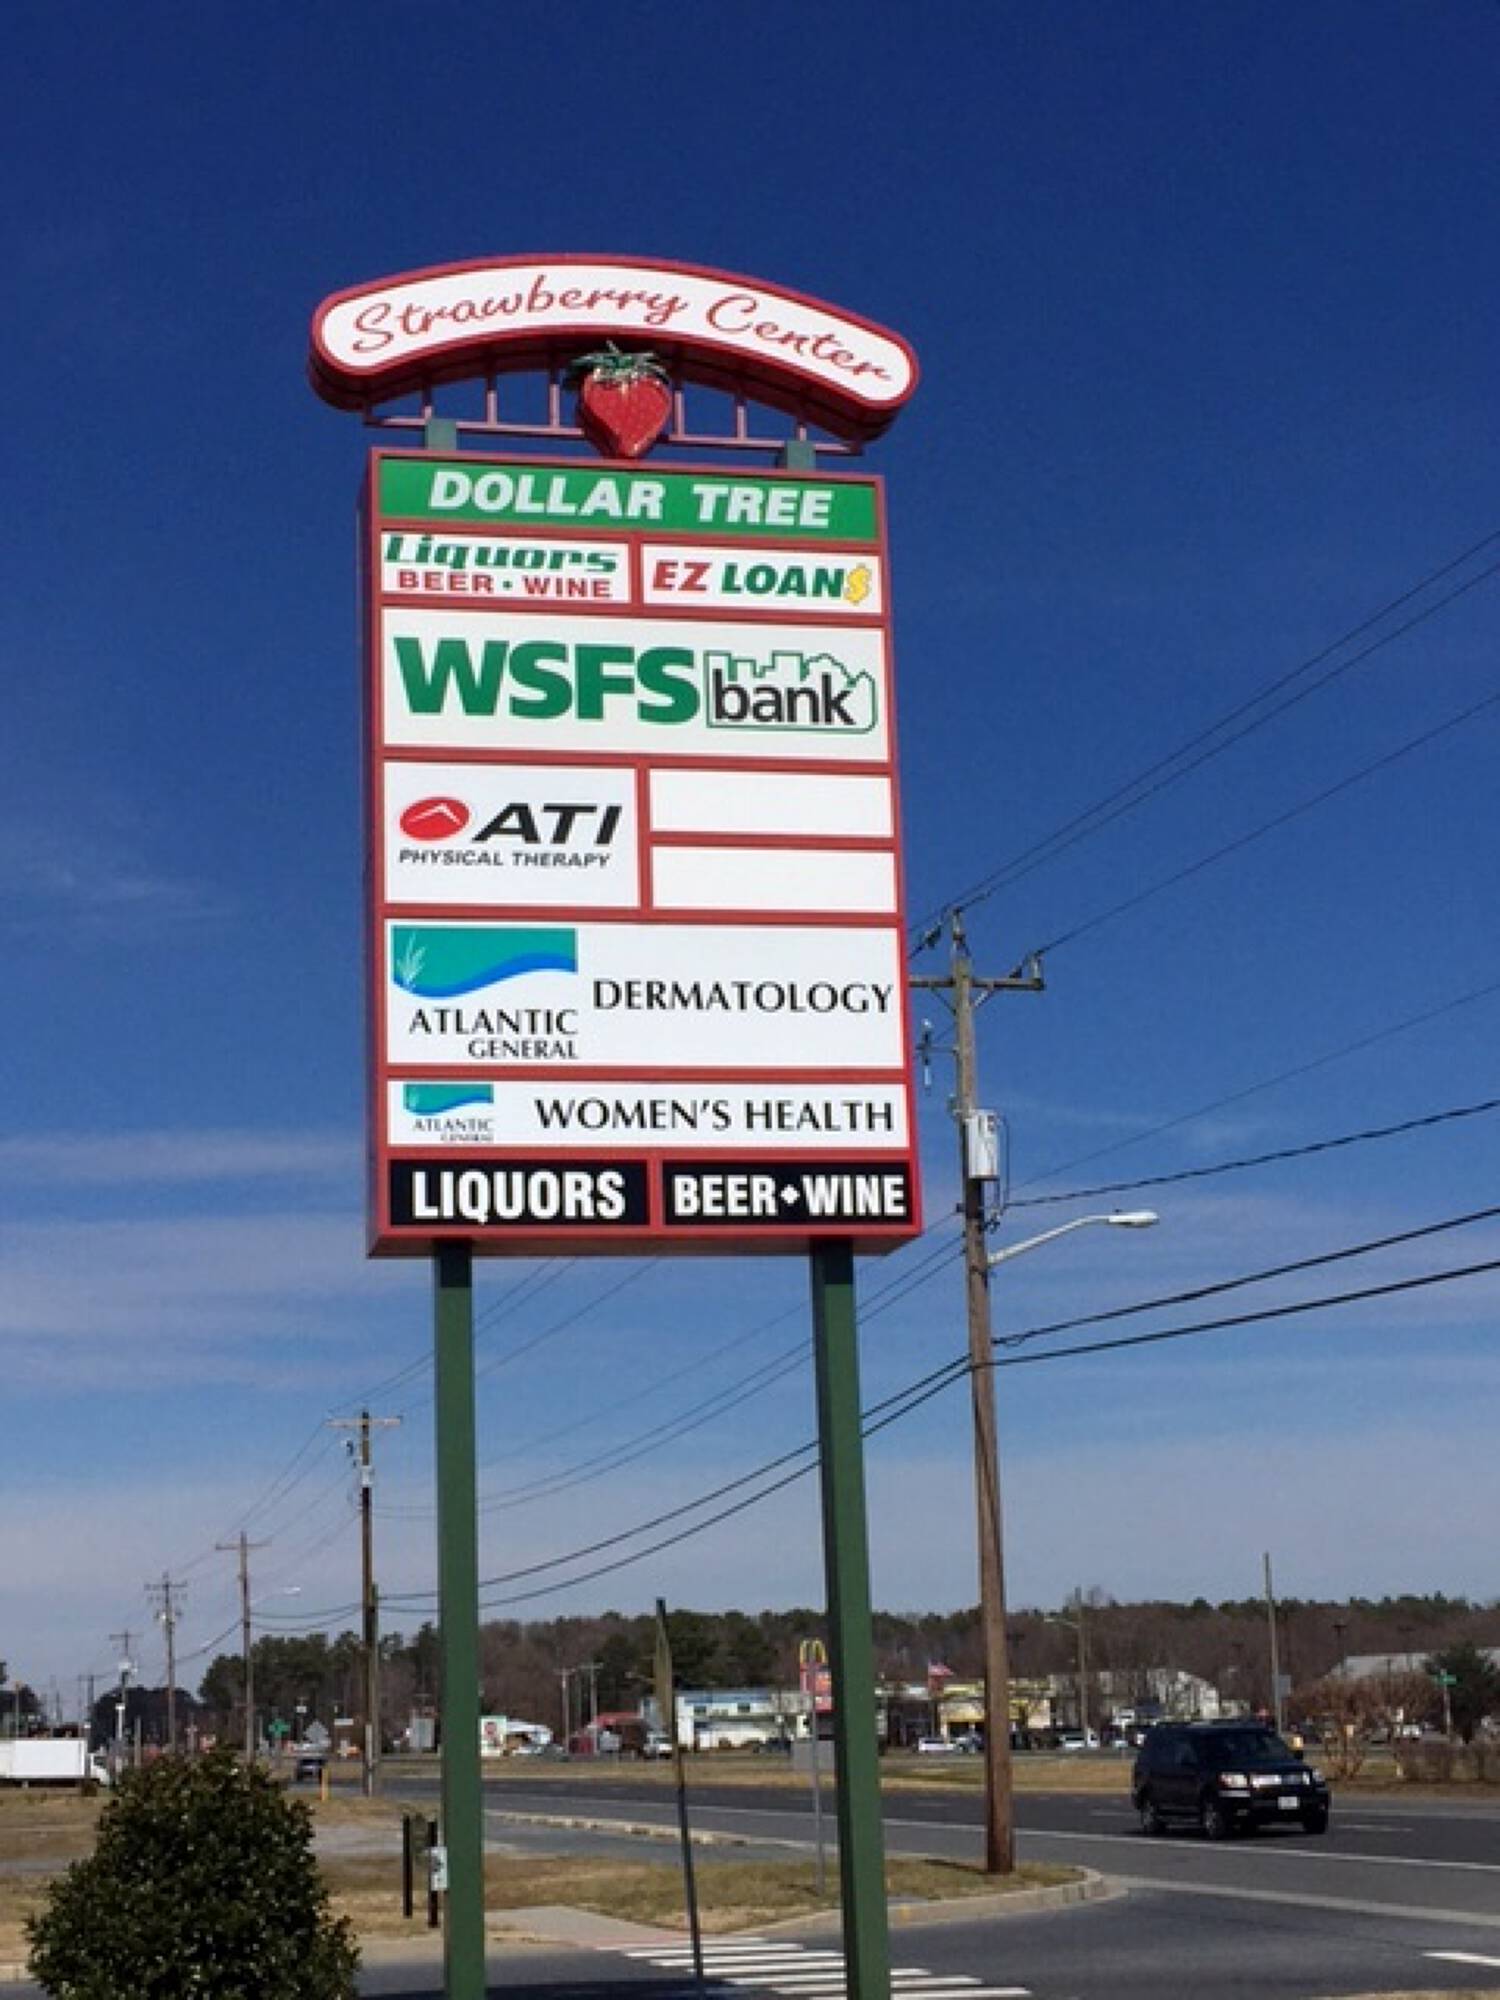 Strawberry Center
DOLLAR TREE
Liquors
BEER • WINE
EZ LOAN$
WSFS bank
ATI
PHYSICAL THERAPY
ATLANTIC
GENERAL
DERMATOLOGY
ATLANTIC
GENERAL
WOMEN'S HEALTH
LIQUORS
BEER◆WINE